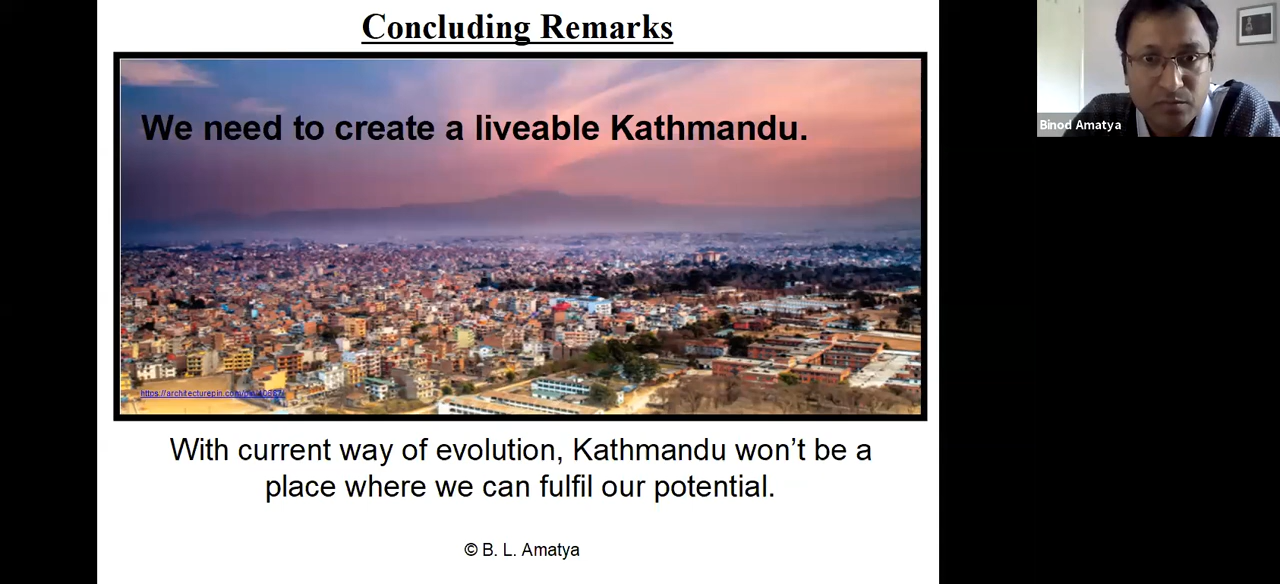 Concluding Remarks
We need to create a liveable Kathmandu.
Binod Amatya
With current way of evolution, Kathmandu won’t be a
place where we can fulfil our potential.
© B. L. Amatya